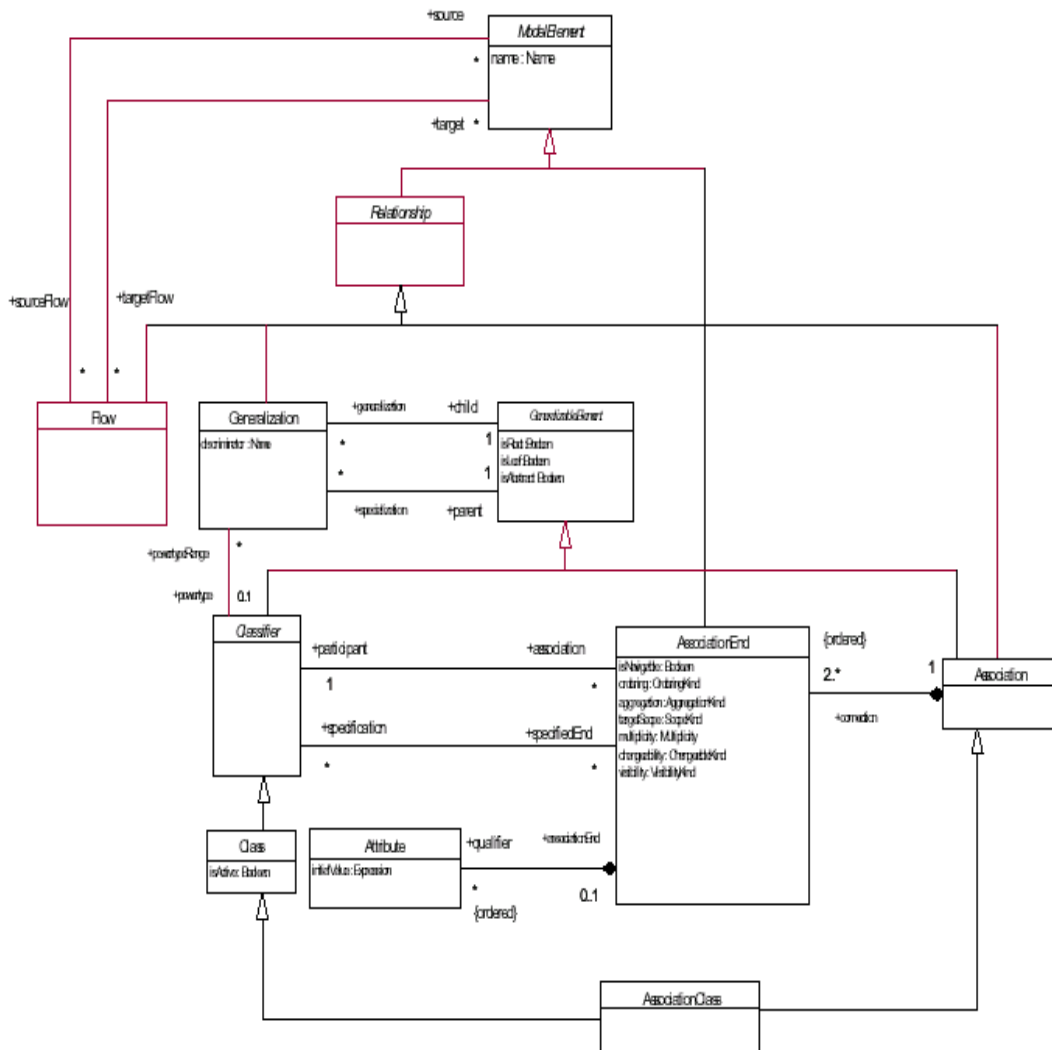 +source
ModelElement
name : Name
*
+target
*
Relationship
+sourceFlow
+targetFlow
*
*
Flow
Generalization
discriminator : Name
+generalization
+child
*
1
*
1
+specialization
+parent
GeneralizableElement
isRoot : Boolean
isLeaf : Boolean
isAbstract : Boolean
+powertypeRange
*
+powertype
0..1
Classifier
+participant
+association
1
*
+specification
+specifiedEnd
*
*
AssociationEnd
isNavigable : Boolean
ordering : OrderingKind
aggregation : AggregationKind
targetScope : ScopeKind
multiplicity : Multiplicity
changeability : ChangeableKind
visibility : VisibilityKind
{ordered}
2..*
1
+connection
Association
Class
isActive : Boolean
Attribute
initialValue : Expression
+qualifier
+associationEnd
*
0..1
{ordered}
AssociationClass